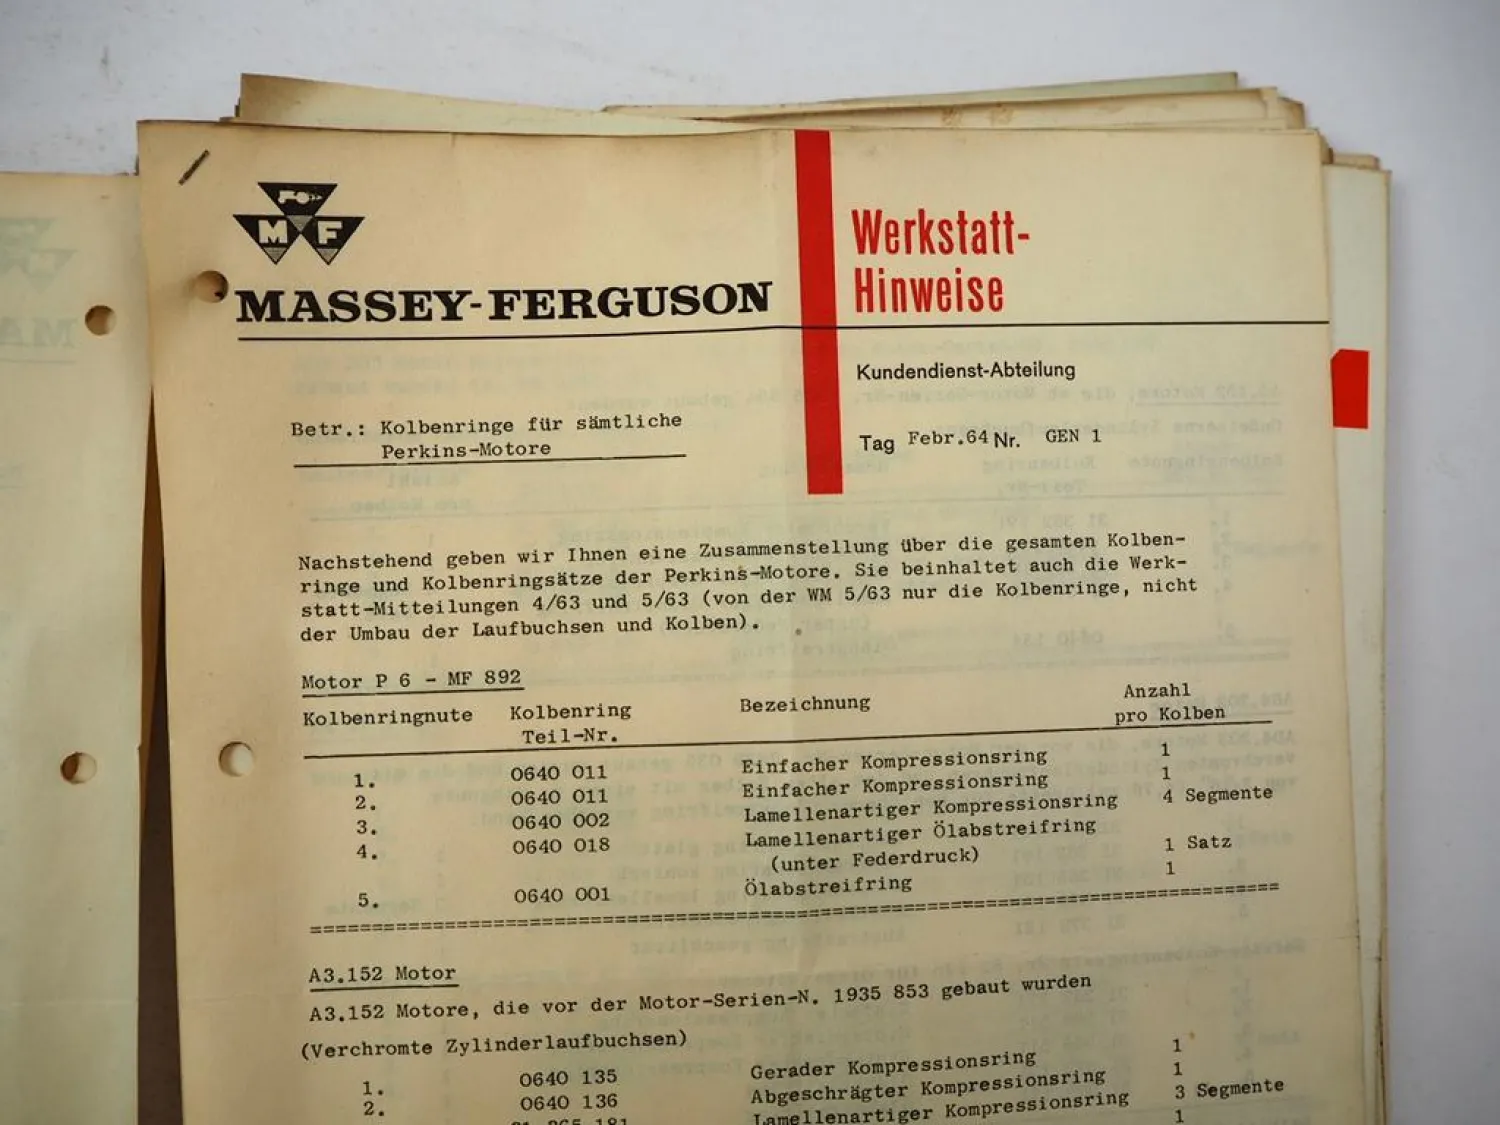 MF
MASSEY-FERGUSON
Werkstatt-
Hinweise
Kundendienst-Abteilung
Betr.: Kolbenringe für sämtliche
Perkins-Motore
Tag Febr.64 Nr. GEN 1
Nachstehend geben wir Ihnen eine Zusammenstellung über die gesamten Kolben-
ringe und Kolbenringsätze der Perkins-Motore. Sie beinhaltet auch die Werk-
statt-Mitteilungen 4/63 und 5/63 (von der WM 5/63 nur die Kolbenringe, nicht
der Umbau der Laufbuchsen und Kolben).
Motor P 6 - MF 892
Kolbenringnute Kolbenring Teil-Nr. Bezeichnung Anzahl pro Kolben
1. 0640 011 Einfacher Kompressionsring 1
2. 0640 011 Einfacher Kompressionsring 1
3. 0640 002 Lamellenartiger Kompressionsring 4 Segmente
4. 0640 018 Lamellenartiger Ölabstreifring
(unter Federdruck) 1 Satz
5. 0640 001 Ölabstreifring 1
A3.152 Motor
A3.152 Motore, die vor der Motor-Serien-N. 1935 853 gebaut wurden
(Verchromte Zylinderlaufbuchsen)
1. 0640 135 Gerader Kompressionsring 1
2. 0640 136 Abgeschrägter Kompressionsring 1
Lamellenartiger Kompressionsring 3 Segmente
1